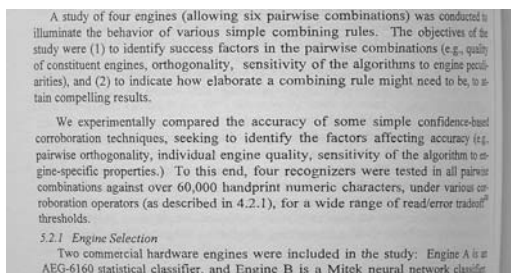 A study of four engines (allowing six pairwise combinations) was conducted to
illuminate the behavior of various simple combining rules. The objectives of the
study were (1) to identify success factors in the pairwise combinations (e.g., quality
of constituent engines, orthogonality, sensitivity of the algorithms to engine peculi-
arities), and (2) to indicate how elaborate a combining rule might need to be, to
tain compelling results.
We experimentally compared the accuracy of some simple confidence-based
corroboration techniques, seeking to identify the factors affecting accuracy (e.g.
pairwise orthogonality, individual engine quality, sensitivity of the algorithm to en-
gine-specific properties.) To this end, four recognizers were tested in all pairwise
combinations against over 60,000 handprint numeric characters, under various cor-
roboration operators (as described in 4.2.1), for a wide range of read/error tradeoff
thresholds.
5.2.1 Engine Selection
Two commercial hardware engines were included in the study: Engine A is an
AEG-6160 statistical classifier, and Engine B is a Mitek neural network classifier